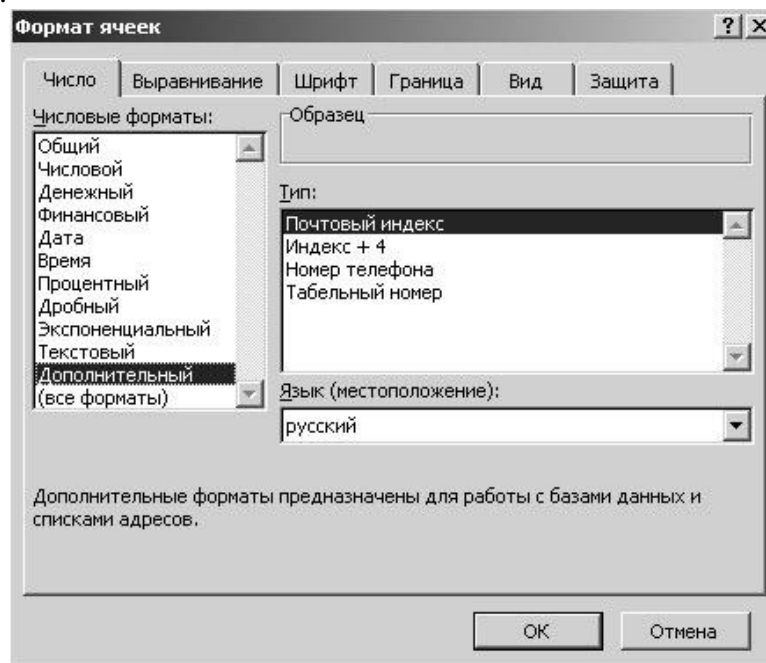 Формат ячеек
Число Выравнивание Шрифт Граница Вид Защита
Числовые форматы:
Общий
Числовой
Денежный
Финансовый
Дата
Время
Процентный
Дробный
Экспоненциальный
Текстовый
Дополнительный
(все форматы)
Образец
Тип:
Почтовый индекс
Индекс + 4
Номер телефона
Табельный номер
Язык (местоположение):
русский
Дополнительные форматы предназначены для работы с базами данных и
списками адресов.
ОК Отмена